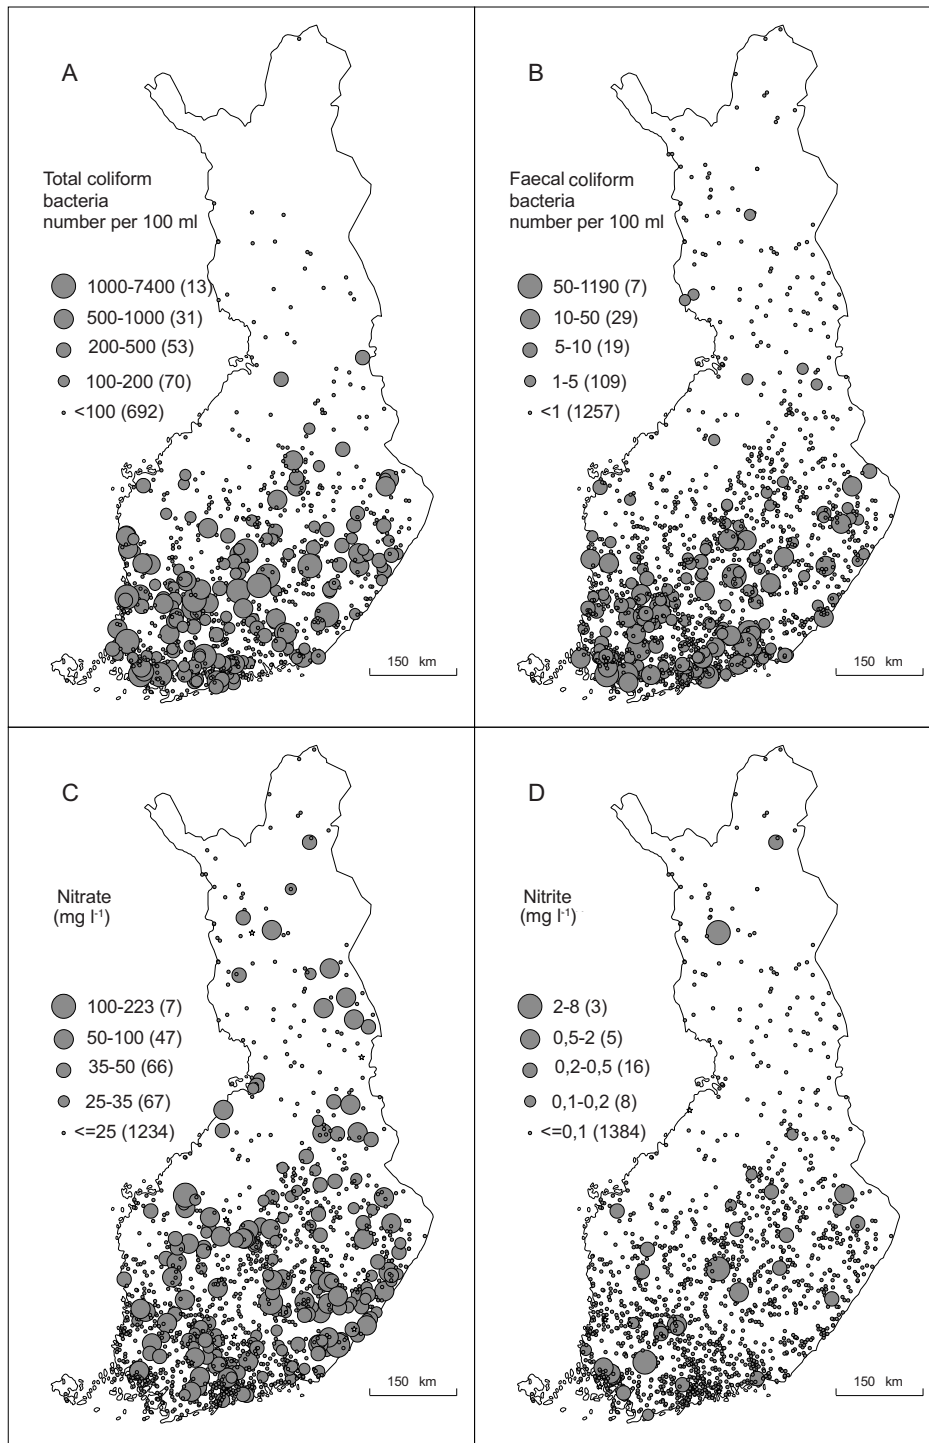 A
Total coliform
bacteria
number per 100 ml
1000-7400 (13)
500-1000 (31)
200-500 (53)
100-200 (70)
<100 (692)
150 km
B
Faecal coliform
bacteria
number per 100 ml
50-1190 (7)
10-50 (29)
5-10 (19)
1-5 (109)
<1 (1257)
150 km
C
Nitrate
(mg l⁻¹)
100-223 (7)
50-100 (47)
35-50 (66)
25-35 (67)
<=25 (1234)
150 km
D
Nitrite
(mg l⁻¹)
2-8 (3)
0,5-2 (5)
0,2-0,5 (16)
0,1-0,2 (8)
<=0,1 (1384)
150 km